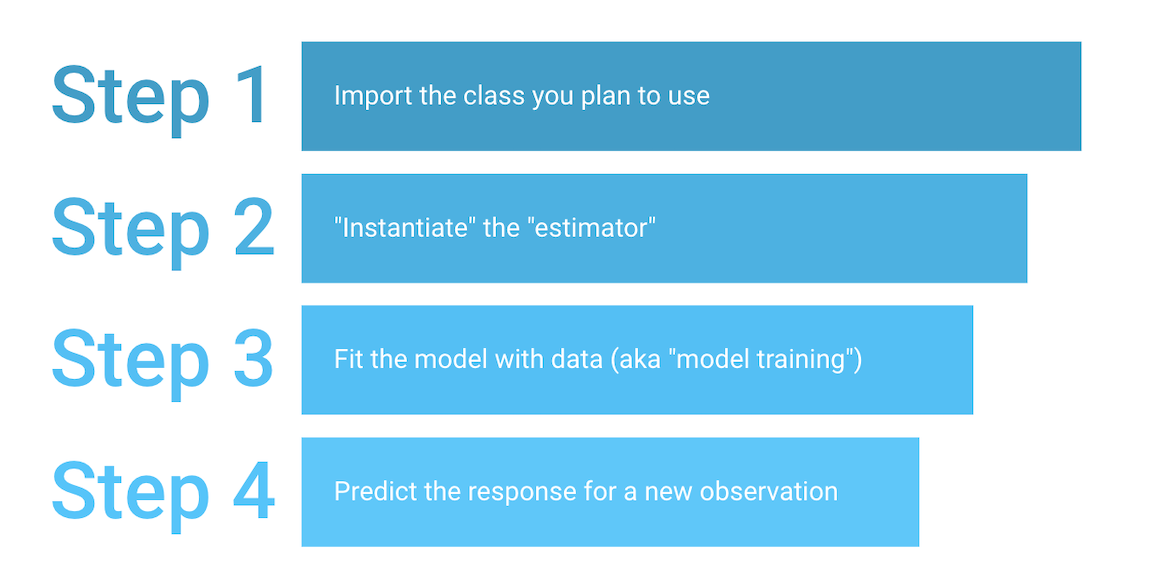 Step 1
Import the class you plan to use
Step 2
"Instantiate" the "estimator"
Step 3
Fit the model with data (aka "model training")
Step 4
Predict the response for a new observation